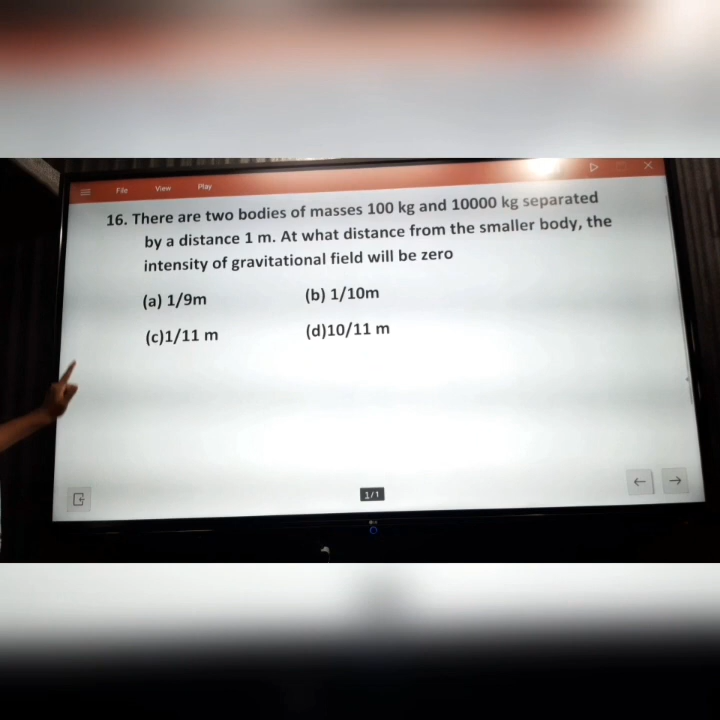 File View Play
16. There are two bodies of masses 100 kg and 10000 kg separated
by a distance 1 m. At what distance from the smaller body, the
intensity of gravitational field will be zero
(a) 1/9m (b) 1/10m
(c)1/11 m (d)10/11 m
1/1